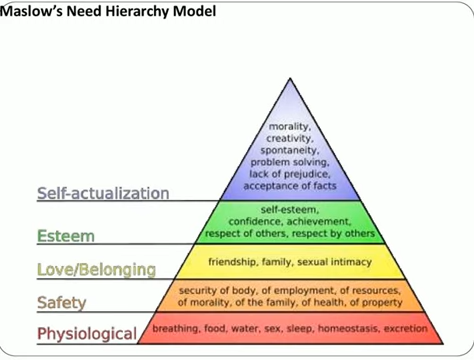 Maslow's Need Hierarchy Model
morality,
creativity,
spontaneity,
problem solving,
lack of prejudice,
acceptance of facts
Self-actualization
self-esteem,
confidence, achievement,
respect of others, respect by others
Esteem
friendship, family, sexual intimacy
Love/Belonging
security of body, of employment, of resources,
of morality, of the family, of health, of property
Safety
breathing, food, water, sex, sleep, homeostasis, excretion
Physiological